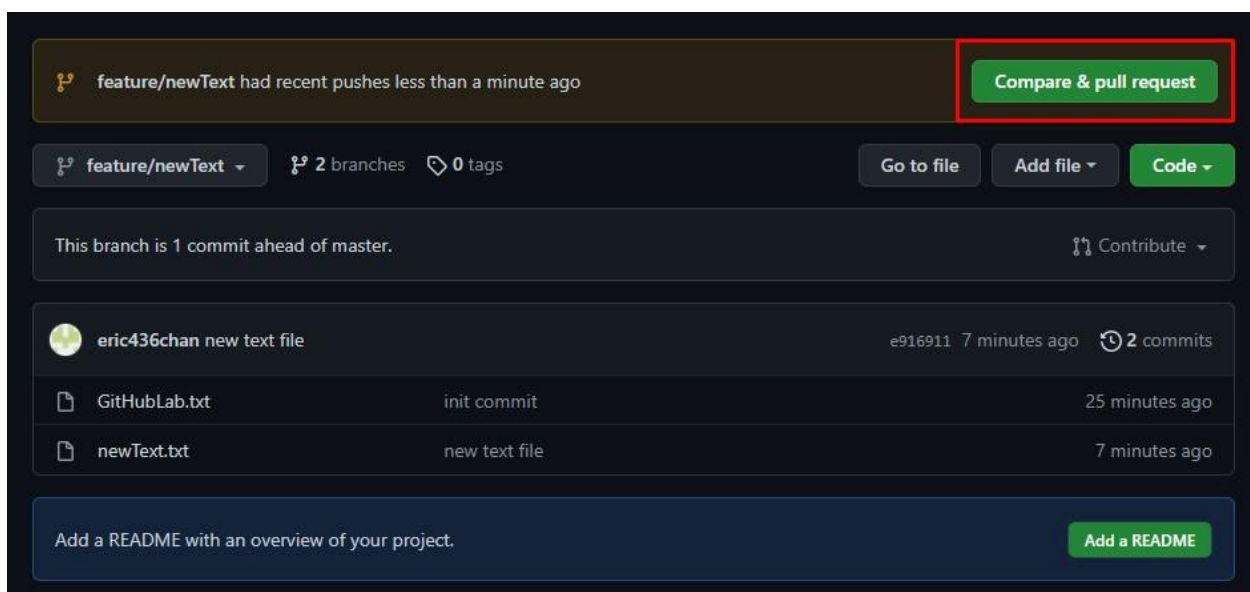 feature/newText had recent pushes less than a minute ago Compare & pull request
feature/newText 2 branches 0 tags Go to file Add file Code
This branch is 1 commit ahead of master. Contribute
eric436chan new text file e916911 7 minutes ago 2 commits
GitHubLab.txt init commit 25 minutes ago
newText.txt new text file 7 minutes ago
Add a README with an overview of your project. Add a README